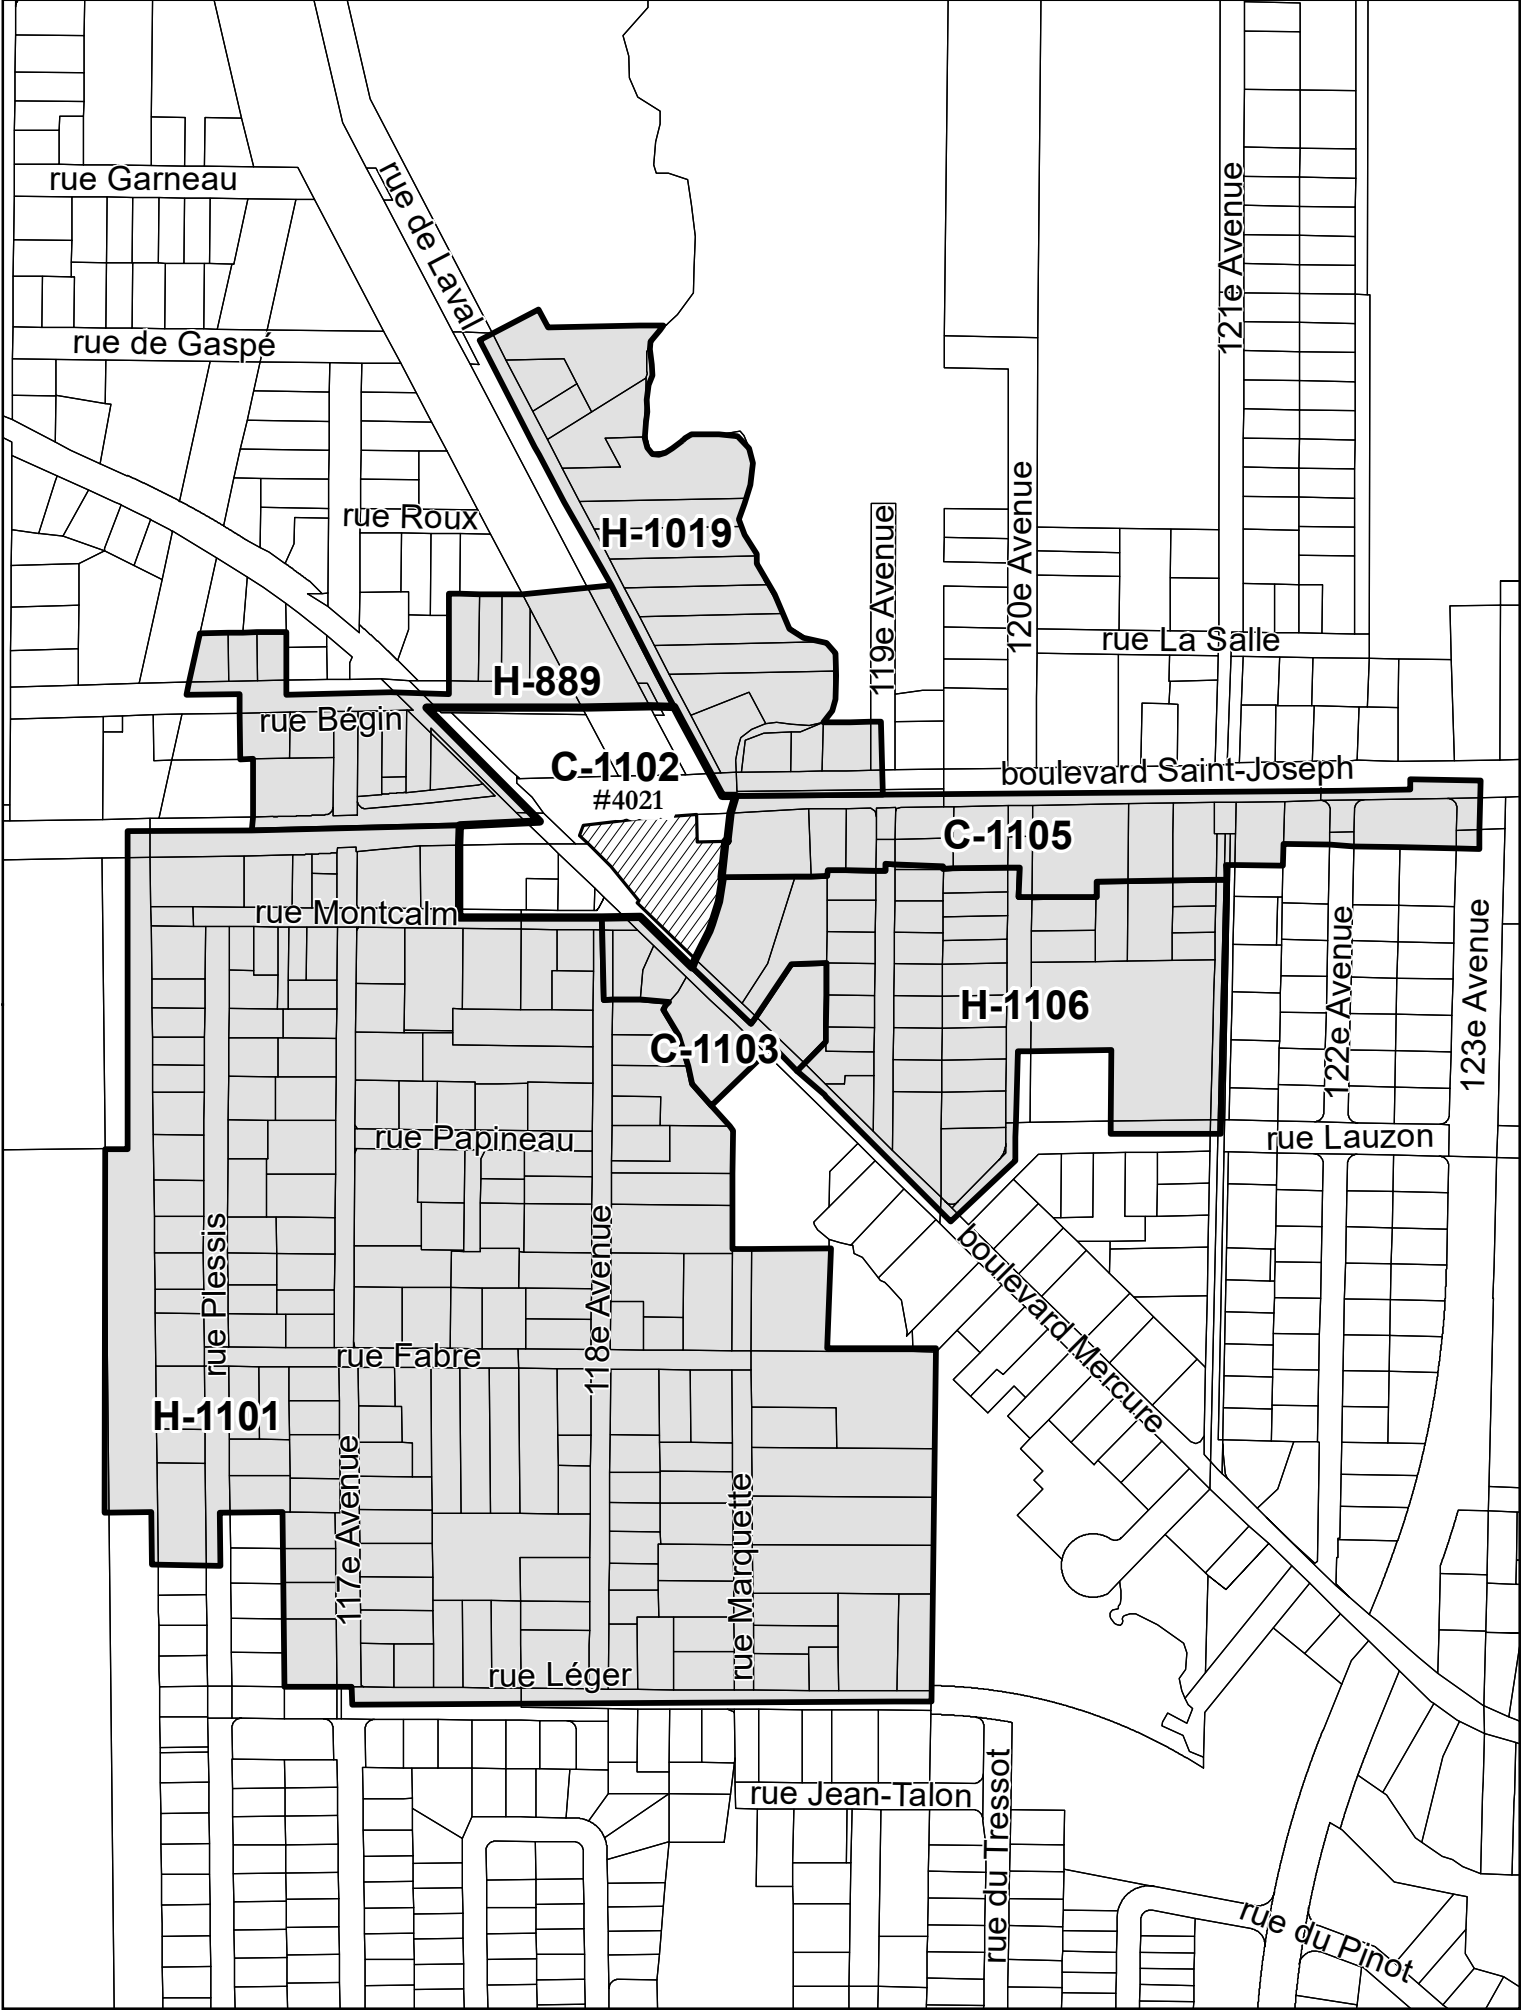 rue Garneau
rue de Laval
121e Avenue
rue de Gaspé
rue Roux
H-1019
119e Avenue
120e Avenue
rue La Salle
H-889
rue Bégin
C-1102
#4021
boulevard Saint-Joseph
C-1105
rue Montcalm
H-1106
122e Avenue
123e Avenue
C-1103
rue Papineau
rue Lauzon
rue Plessis
118e Avenue
boulevard Mercure
rue Fabre
H-1101
117e Avenue
rue Marquette
rue Léger
rue Jean-Talon
rue du Tressot
rue du Pinot